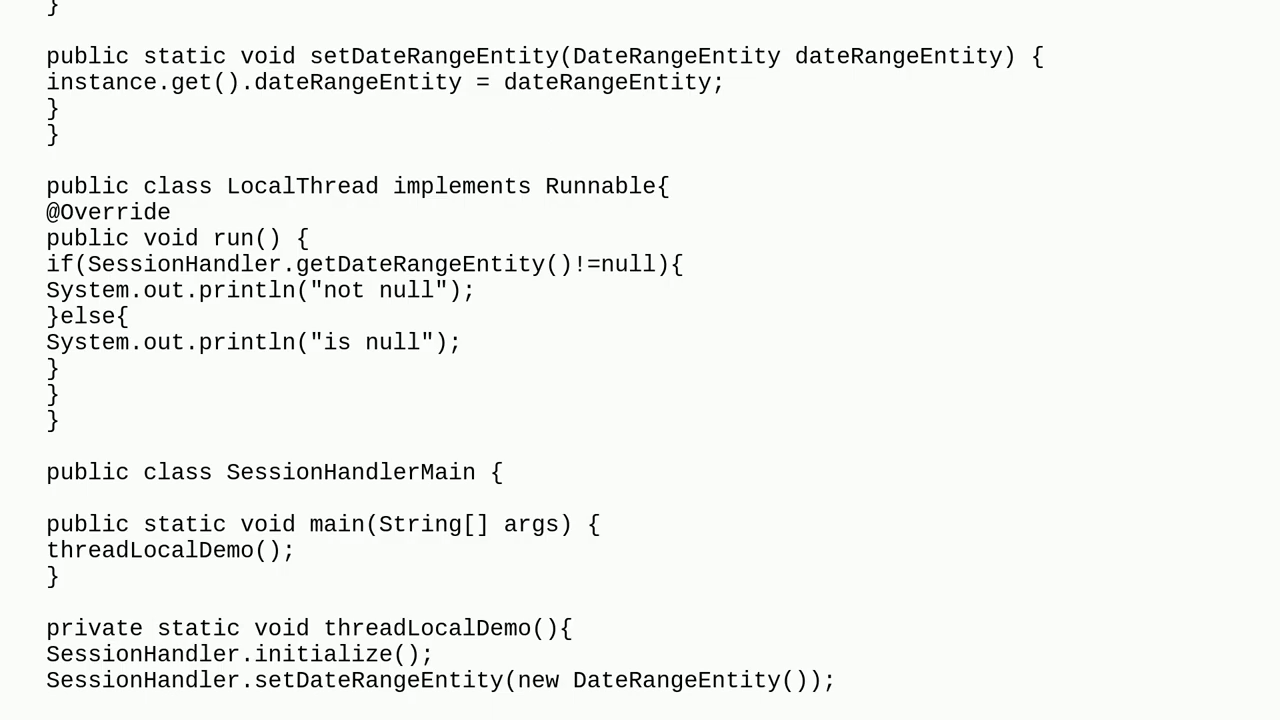 }
public static void setDateRangeEntity(DateRangeEntity dateRangeEntity) {
instance.get().dateRangeEntity = dateRangeEntity;
}
}
public class LocalThread implements Runnable{
@Override
public void run() {
if(SessionHandler.getDateRangeEntity()!=null){
System.out.println("not null");
}else{
System.out.println("is null");
}
}
}
public class SessionHandlerMain {
public static void main(String[] args) {
threadLocalDemo();
}
private static void threadLocalDemo(){
SessionHandler.initialize();
SessionHandler.setDateRangeEntity(new DateRangeEntity());